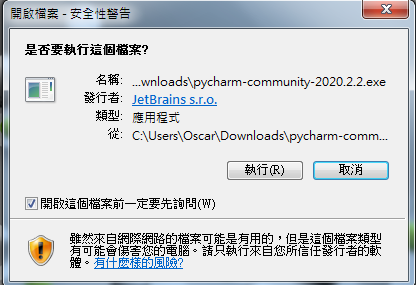 開啟檔案 - 安全性警告
是否要執行這個檔案?
名稱: ...wnloads\pycharm-community-2020.2.2.exe
發行者: JetBrains s.r.o.
類型: 應用程式
從: C:\Users\Oscar\Downloads\pycharm-comm...
執行(R) 取消
開啟這個檔案前一定要先詢問(W)
雖然來自網際網路的檔案可能是有用的，但是這個檔案類型
有可能會傷害您的電腦。請只執行來自您所信任發行者的軟
體。有什麼樣的風險?